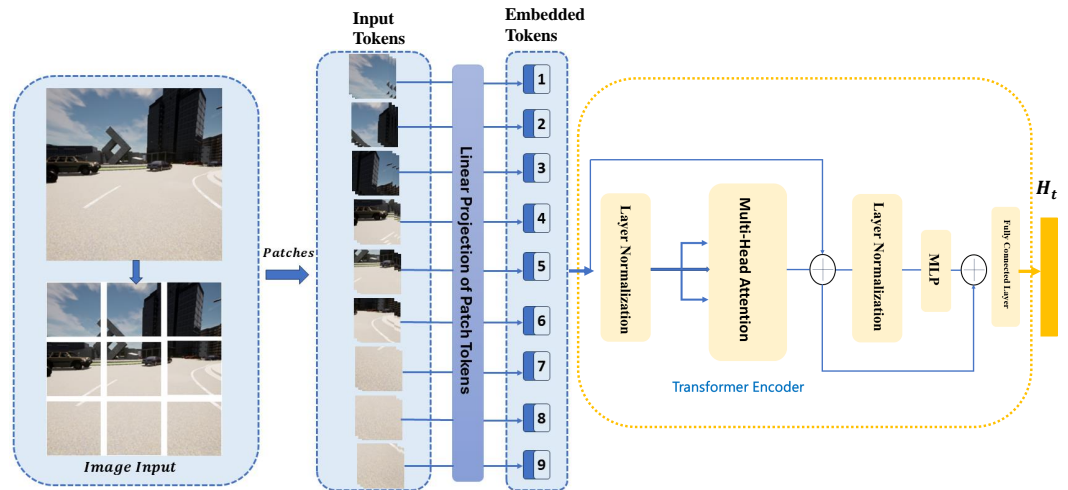 Input
Tokens
Embedded
Tokens
Image Input
Patches
Linear Projection of Patch Tokens
1
2
3
4
5
6
7
8
9
Layer Normalization
Multi-Head Attention
Layer Normalization
MLP
Fully Connected
Layer
H_t
Transformer Encoder